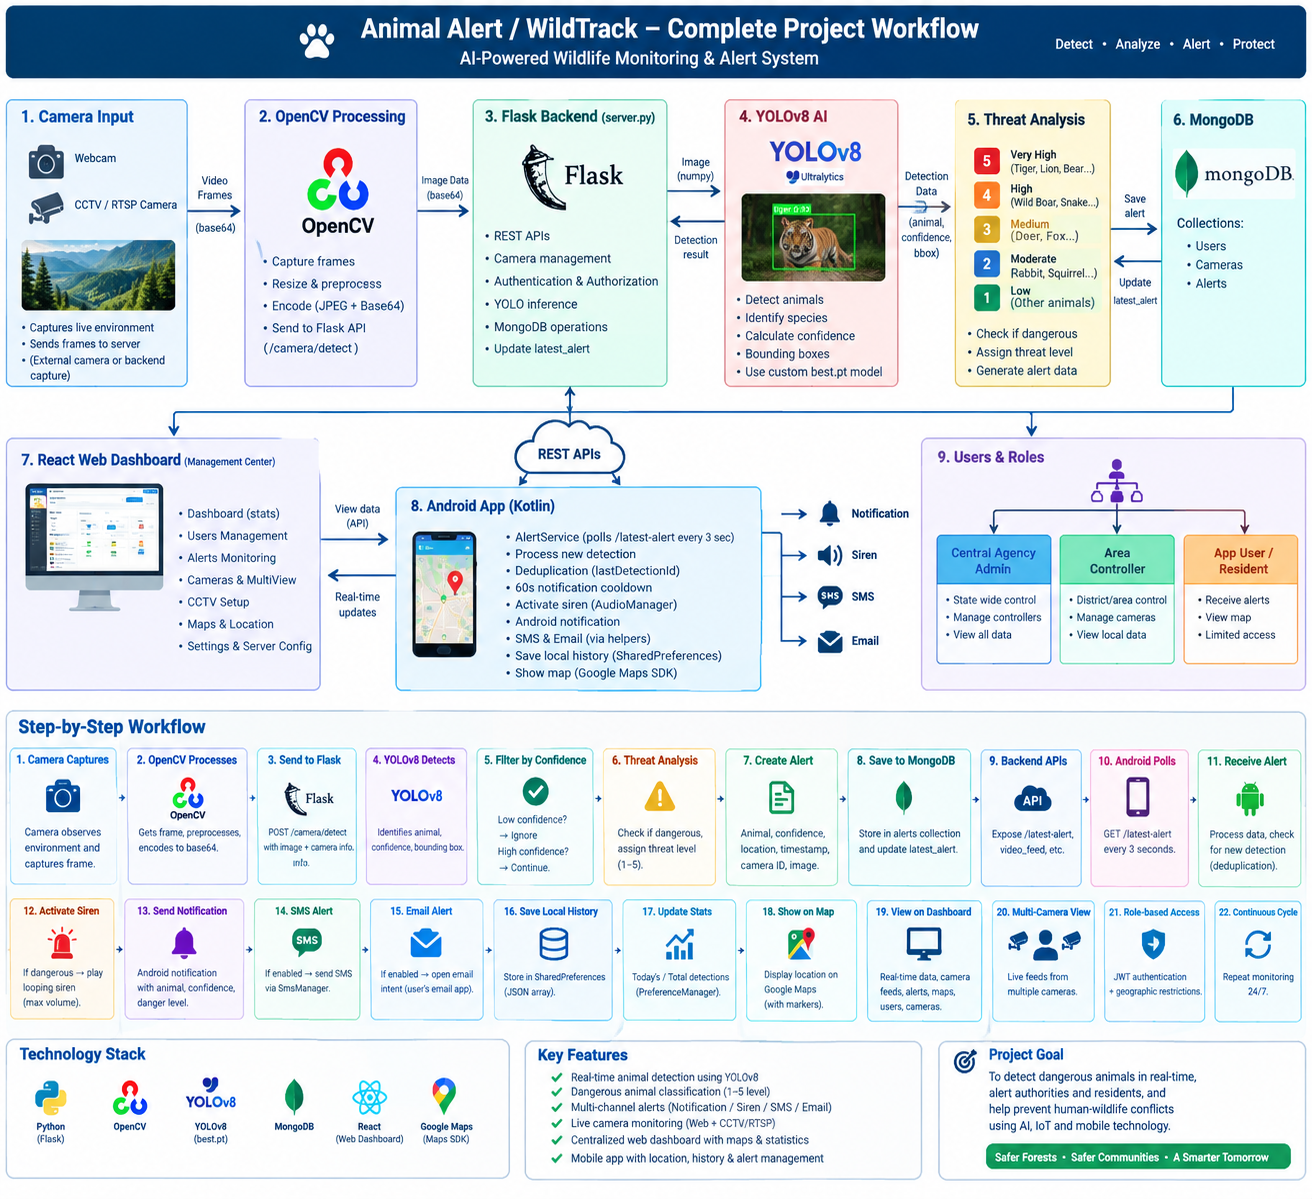 Animal Alert / WildTrack – Complete Project Workflow
AI-Powered Wildlife Monitoring & Alert System
Detect • Analyze • Alert • Protect
1. Camera Input
Webcam
CCTV / RTSP Camera
• Captures live environment
• Sends frames to server
• (External camera or backend
capture)
Video
Frames
(base64)
2. OpenCV Processing
OpenCV
• Capture frames
• Resize & preprocess
• Encode (JPEG + Base64)
• Send to Flask API
(/camera/detect)
Image Data
(base64)
3. Flask Backend (server.py)
Flask
• REST APIs
• Camera management
• Authentication & Authorization
• YOLO inference
• MongoDB operations
• Update latest_alert
Image
(numpy)
Detection
result
4. YOLOv8 AI
YOLOv8
Ultralytics
tiger 0.93
• Detect animals
• Identify species
• Calculate confidence
• Bounding boxes
• Use custom best.pt model
Detection
Data
(animal,
confidence,
bbox)
5. Threat Analysis
5 Very High
(Tiger, Lion, Bear...)
4 High
(Wild Boar, Snake...)
3 Medium
(Deer, Fox...)
2 Moderate
Rabbit, Squirrel...)
1 Low
(Other animals)
• Check if dangerous
• Assign threat level
• Generate alert data
Save
alert
Update
latest_alert
6. MongoDB
mongoDB.
Collections:
• Users
• Cameras
• Alerts
REST APIs
7. React Web Dashboard (Management Center)
• Dashboard (stats)
• Users Management
• Alerts Monitoring
• Cameras & MultiView
• CCTV Setup
• Maps & Location
• Settings & Server Config
View data
(API)
Real-time
updates
8. Android App (Kotlin)
• AlertService (polls /latest-alert every 3 sec)
• Process new detection
• Deduplication (lastDetectionId)
• 60s notification cooldown
• Activate siren (AudioManager)
• Android notification
• SMS & Email (via helpers)
• Save local history (SharedPreferences)
• Show map (Google Maps SDK)
Notification
Siren
SMS
SMS
Email
9. Users & Roles
Central Agency
Admin
• State wide control
• Manage controllers
• View all data
Area
Controller
• District/area control
• Manage cameras
• View local data
App User /
Resident
• Receive alerts
• View map
• Limited access
Step-by-Step Workflow
1. Camera Captures
Camera observes
environment and
captures frame.
2. OpenCV Processes
OpenCV
Gets frame, preprocesses,
encodes to base64.
3. Send to Flask
Flask
POST /camera/detect
with image + camera info.
info.
4. YOLOv8 Detects
YOLOv8
Identifies animal,
confidence, bounding box.
5. Filter by Confidence
Low confidence?
→ Ignore
High confidence?
→ Continue.
6. Threat Analysis
Check if dangerous,
assign threat level
(1–5).
7. Create Alert
Animal, confidence,
location, timestamp,
camera ID, image.
8. Save to MongoDB
Store in alerts collection
and update latest_alert.
9. Backend APIs
API
Expose /latest-alert,
video_feed, etc.
10. Android Polls
GET /latest-alert
every 3 seconds.
11. Receive Alert
Process data, check
for new detection
(deduplication).
12. Activate Siren
If dangerous → play
looping siren
(max volume).
13. Send Notification
Android notification
with animal, confidence,
danger level.
14. SMS Alert
SMS
If enabled → send SMS
via SmsManager.
15. Email Alert
If enabled → open email
intent (user's email app).
16. Save Local History
Store in SharedPreferences
(JSON array).
17. Update Stats
Today's / Total detections
(PreferenceManager).
18. Show on Map
Display location on
Google Maps
(with markers).
19. View on Dashboard
Real-time data, camera
feeds, alerts, maps,
users, cameras.
20. Multi-Camera View
Live feeds from
multiple cameras.
21. Role-based Access
JWT authentication
+ geographic restrictions.
22. Continuous Cycle
Repeat monitoring
24/7.
Technology Stack
Python
(Flask)
OpenCV
YOLOv8
YOLOv8
(best.pt)
MongoDB
React
(Web Dashboard)
Google Maps
(Maps SDK)
Key Features
Real-time animal detection using YOLOv8
Dangerous animal classification (1–5 level)
Multi-channel alerts (Notification / Siren / SMS / Email)
Live camera monitoring (Web + CCTV/RTSP)
Centralized web dashboard with maps & statistics
Mobile app with location, history & alert management
Project Goal
To detect dangerous animals in real-time,
alert authorities and residents, and
help prevent human-wildlife conflicts
using AI, IoT and mobile technology.
Safer Forests • Safer Communities • A Smarter Tomorrow